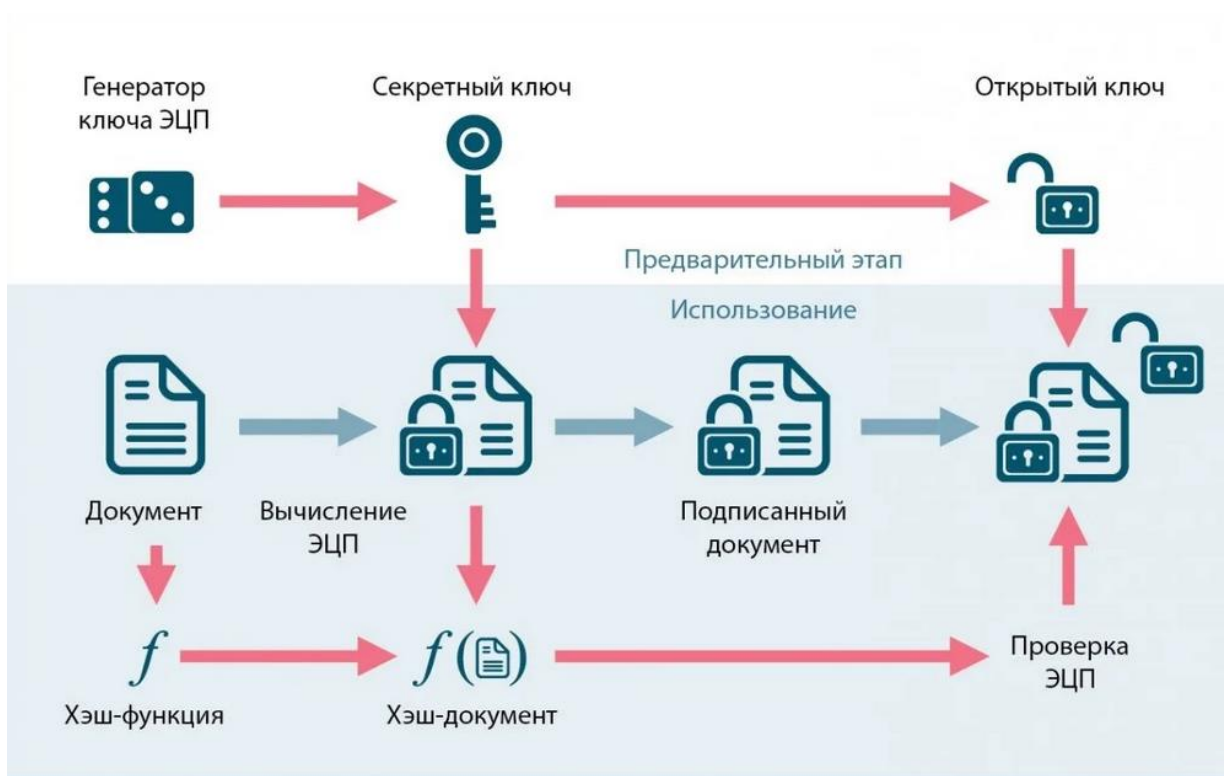 Генератор
ключа ЭЦП
Секретный ключ
Открытый ключ
Предварительный этап
Использование
Документ
Вычисление
ЭЦП
Подписанный
документ
f
Хэш-функция
f ( )
Хэш-документ
Проверка
ЭЦП